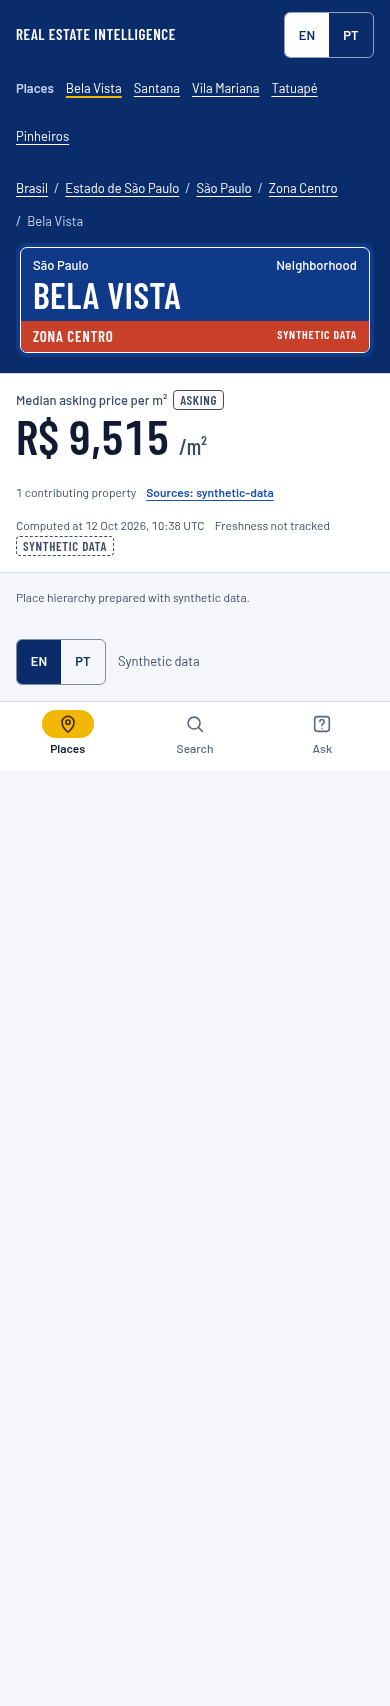 REAL ESTATE INTELLIGENCE
EN PT
Places Bela Vista Santana Vila Mariana Tatuapé
Pinheiros
Brasil / Estado de São Paulo / São Paulo / Zona Centro
/ Bela Vista
São Paulo Neighborhood
BELA VISTA
ZONA CENTRO SYNTHETIC DATA
Median asking price per m² ASKING
R$ 9,515 /m²
1 contributing property Sources: synthetic-data
Computed at 12 Oct 2026, 10:38 UTC Freshness not tracked
SYNTHETIC DATA
Place hierarchy prepared with synthetic data.
EN PT Synthetic data
Places Search Ask